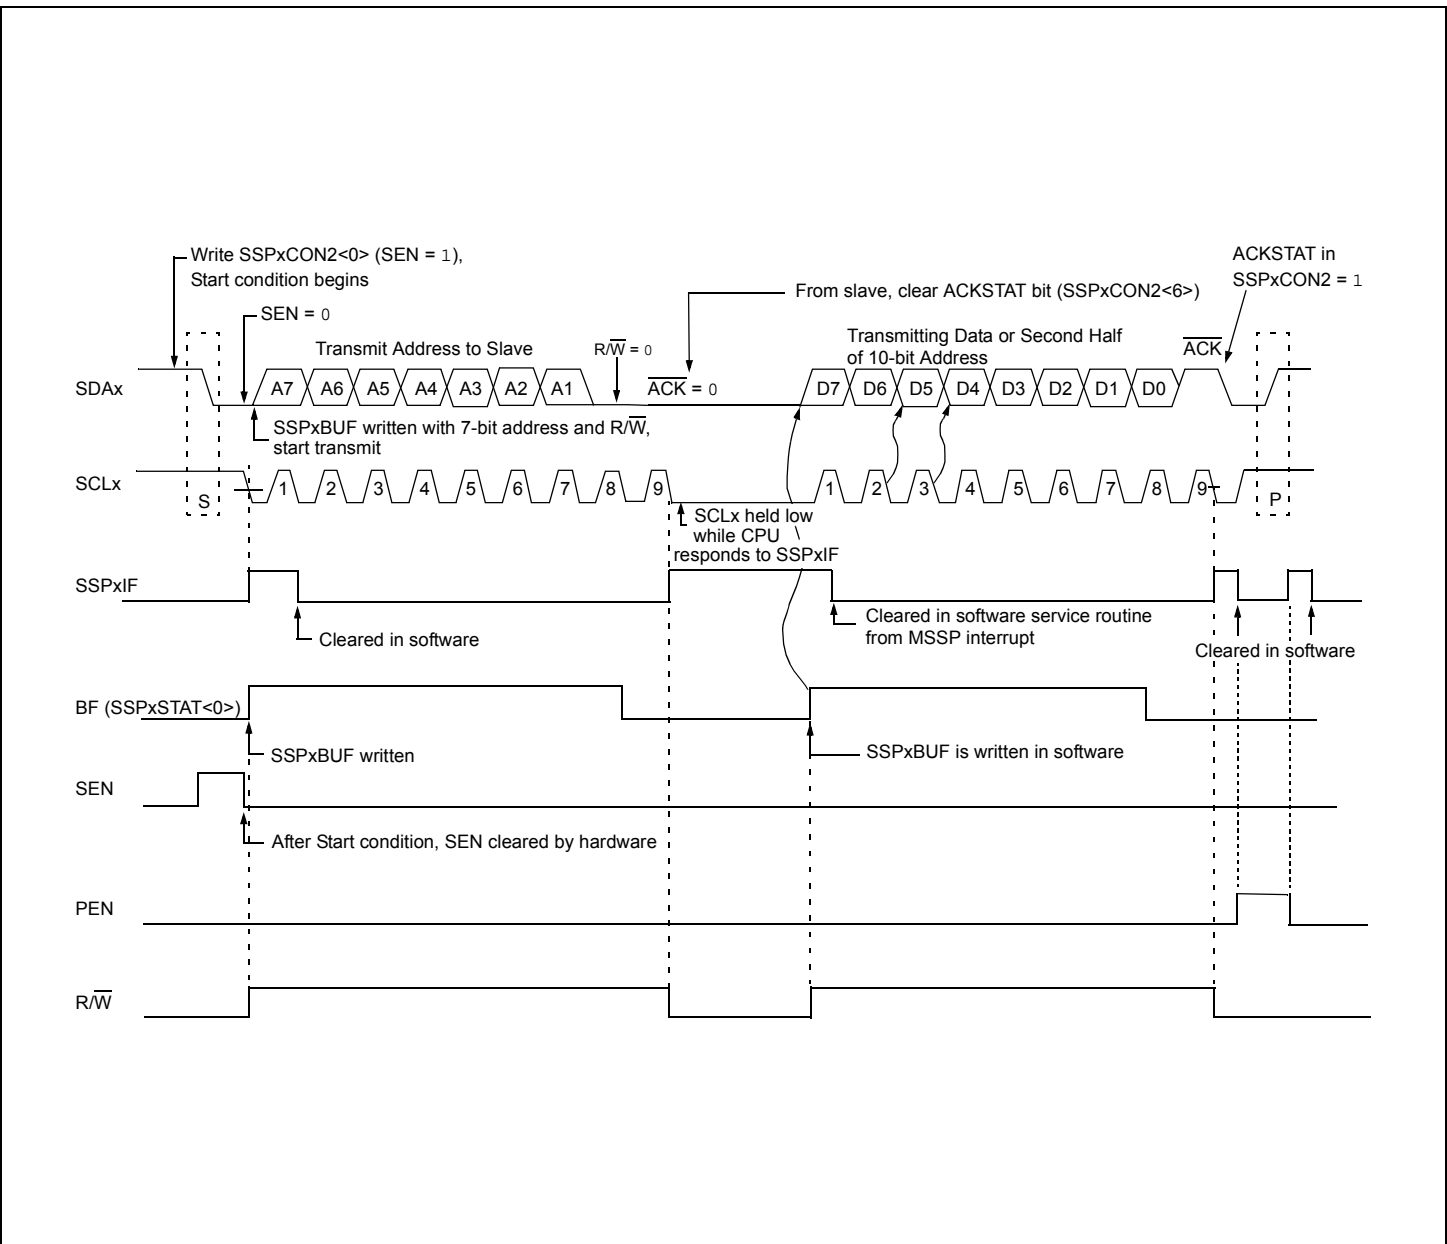 Write SSPxCON2<0> (SEN = 1),
Start condition begins
ACKSTAT in
SSPxCON2 = 1
From slave, clear ACKSTAT bit (SSPxCON2<6>)
SEN = 0
Transmit Address to Slave
R/W̅ = 0
Transmitting Data or Second Half
of 10-bit Address
A̅C̅K̅
SDAx
A7 A6 A5 A4 A3 A2 A1
A̅C̅K̅ = 0
D7 D6 D5 D4 D3 D2 D1 D0
SSPxBUF written with 7-bit address and R/W̅,
start transmit
SCLx
S
1 2 3 4 5 6 7 8 9
1 2 3 4 5 6 7 8 9
P
SCLx held low
while CPU
responds to SSPxIF
SSPxIF
Cleared in software
Cleared in software service routine
from MSSP interrupt
Cleared in software
BF (SSPxSTAT<0>)
SSPxBUF written
SSPxBUF is written in software
SEN
After Start condition, SEN cleared by hardware
PEN
R/W̅